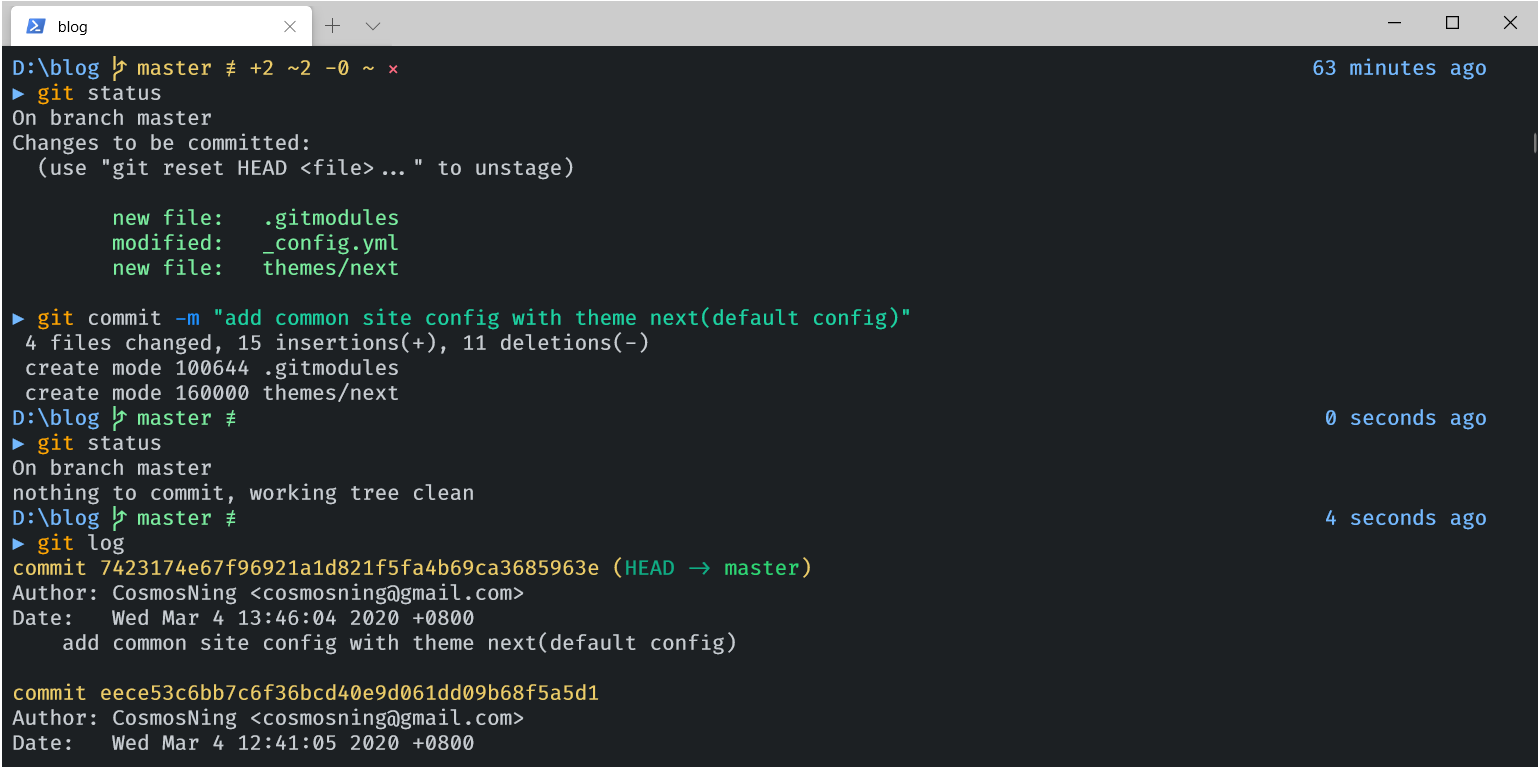 blog
D:\blog master ≢ +2 ~2 -0 ~ × 63 minutes ago
▶ git status
On branch master
Changes to be committed:
(use "git reset HEAD <file>..." to unstage)
new file: .gitmodules
modified: _config.yml
new file: themes/next
▶ git commit -m "add common site config with theme next(default config)"
4 files changed, 15 insertions(+), 11 deletions(-)
create mode 100644 .gitmodules
create mode 160000 themes/next
D:\blog master ≢ 0 seconds ago
▶ git status
On branch master
nothing to commit, working tree clean
D:\blog master ≢ 4 seconds ago
▶ git log
commit 7423174e67f96921a1d821f5fa4b69ca3685963e (HEAD -> master)
Author: CosmosNing <cosmosning@gmail.com>
Date: Wed Mar 4 13:46:04 2020 +0800
add common site config with theme next(default config)
commit eece53c6bb7c6f36bcd40e9d061dd09b68f5a5d1
Author: CosmosNing <cosmosning@gmail.com>
Date: Wed Mar 4 12:41:05 2020 +0800